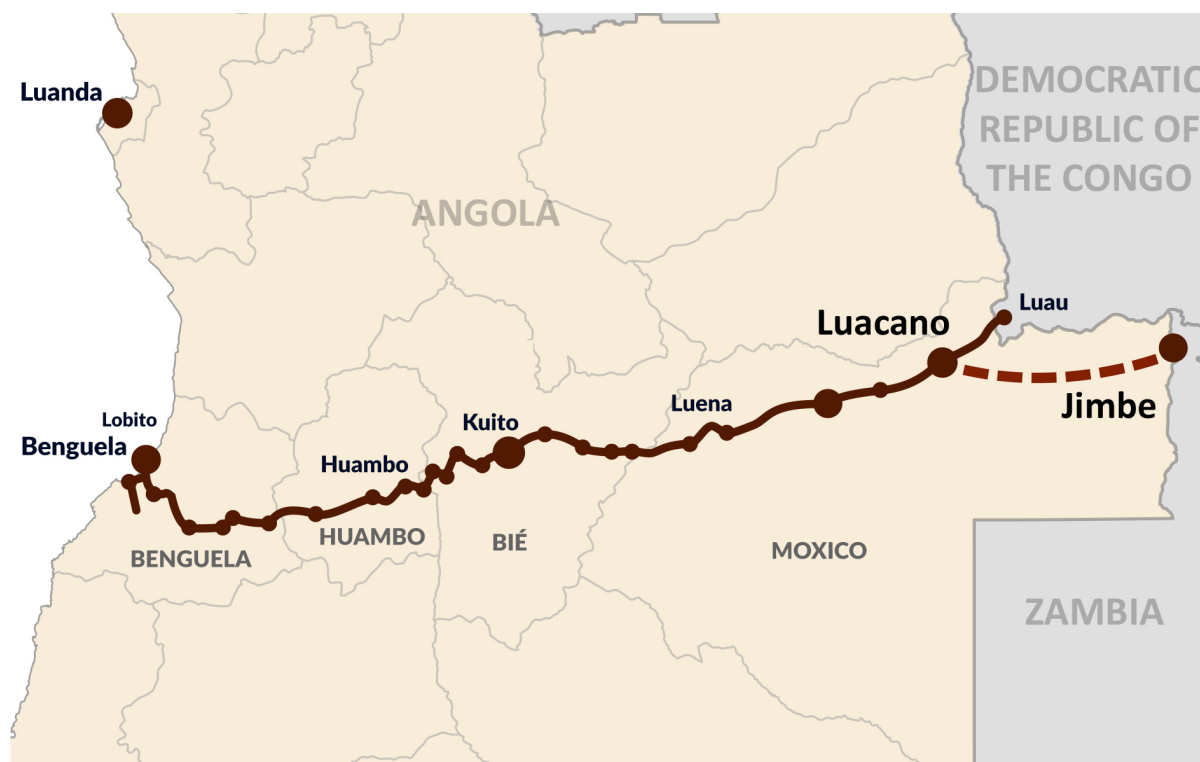 DEMOCRATIC
REPUBLIC OF
THE CONGO
Luanda
ANGOLA
Luau
Luacano
Jimbe
Luena
Kuito
Lobito
Benguela
Huambo
HUAMBO
BIÉ
MOXICO
BENGUELA
ZAMBIA